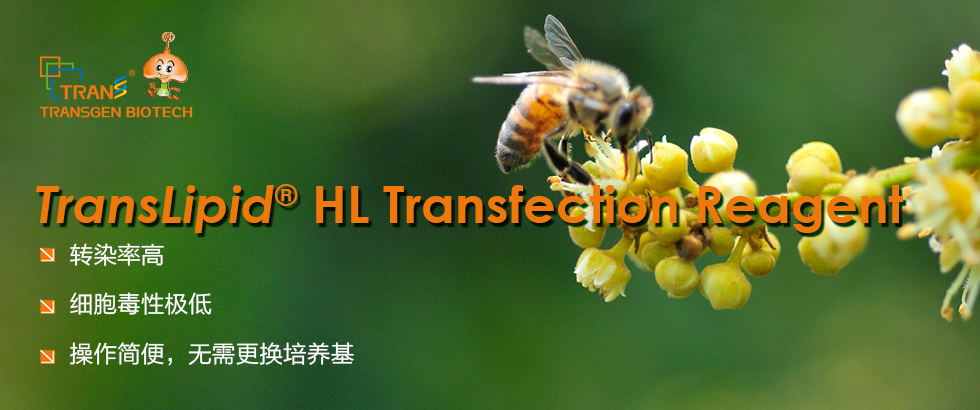 TRANS®
TRANSGEN BIOTECH
TransLipid® HL Transfection Reagent
转染率高
细胞毒性极低
操作简便，无需更换培养基